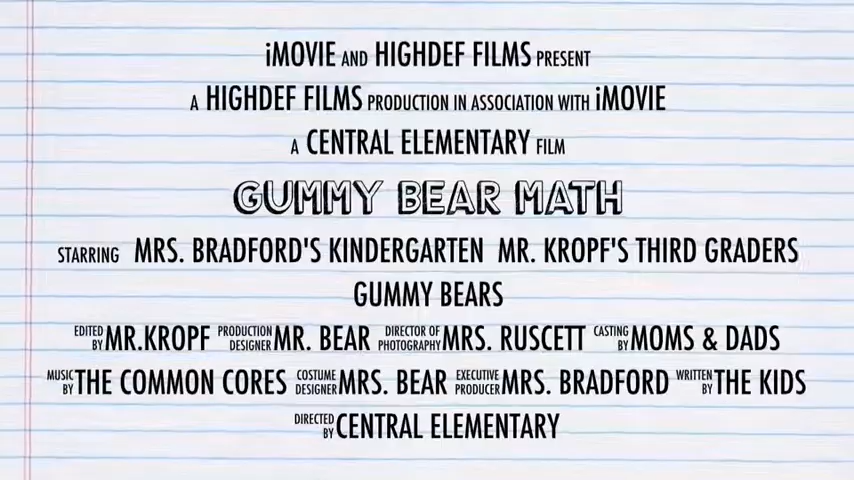 iMOVIE AND HIGHDEF FILMS PRESENT
A HIGHDEF FILMS PRODUCTION IN ASSOCIATION WITH iMOVIE
A CENTRAL ELEMENTARY FILM
GUMMY BEAR MATH
STARRING MRS. BRADFORD'S KINDERGARTEN MR. KROPF'S THIRD GRADERS
GUMMY BEARS
EDITED BY MR.KROPF PRODUCTION DESIGNER MR. BEAR DIRECTOR OF PHOTOGRAPHY MRS. RUSCETT CASTING BY MOMS & DADS
MUSIC BY THE COMMON CORES COSTUME DESIGNER MRS. BEAR EXECUTIVE PRODUCER MRS. BRADFORD WRITTEN BY THE KIDS
DIRECTED BY CENTRAL ELEMENTARY